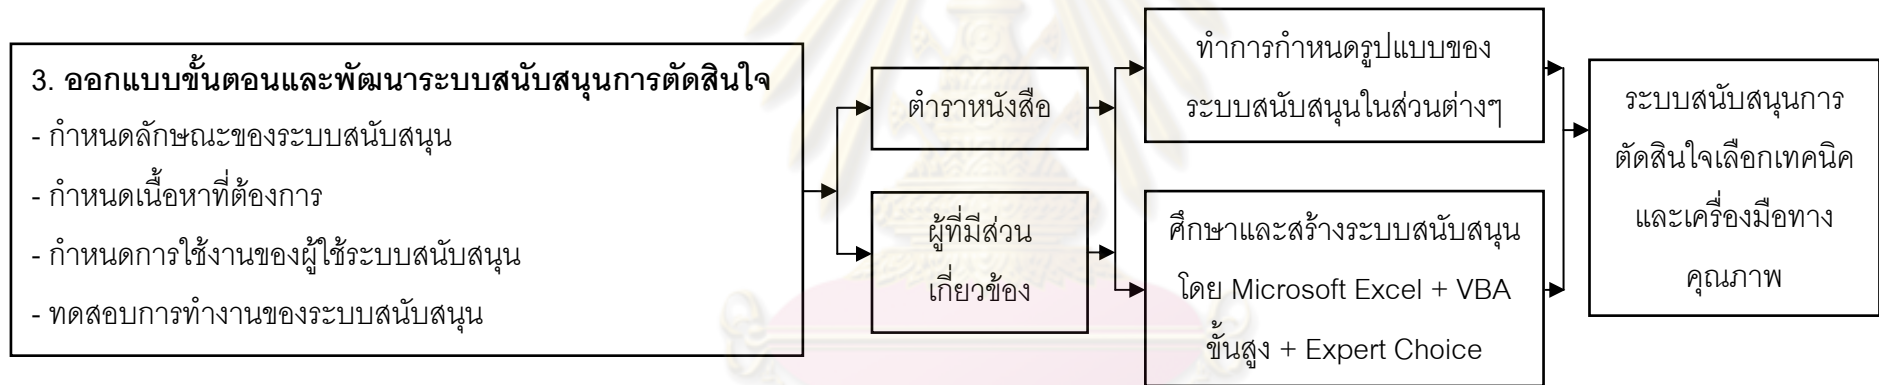 3. ออกแบบขั้นตอนและพัฒนาระบบสนับสนุนการตัดสินใจ
- กำหนดลักษณะของระบบสนับสนุน
- กำหนดเนื้อหาที่ต้องการ
- กำหนดการใช้งานของผู้ใช้ระบบสนับสนุน
- ทดสอบการทำงานของระบบสนับสนุน
ตำราหนังสือ
ผู้ที่มีส่วน
เกี่ยวข้อง
ทำการกำหนดรูปแบบของ
ระบบสนับสนุนในส่วนต่างๆ
ศึกษาและสร้างระบบสนับสนุน
โดย Microsoft Excel + VBA
ขั้นสูง + Expert Choice
ระบบสนับสนุนการ
ตัดสินใจเลือกเทคนิค
และเครื่องมือทาง
คุณภาพ